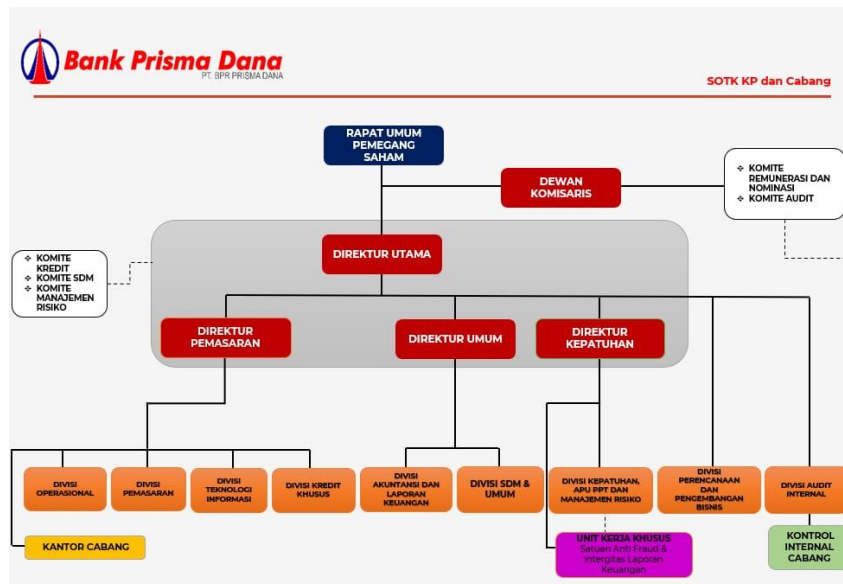 Bank Prisma Dana
PT. BPR PRISMA DANA
SOTK KP dan Cabang
RAPAT UMUM
PEMEGANG
SAHAM
DEWAN
KOMISARIS
❖ KOMITE
REMUNERASI DAN
NOMINASI
❖ KOMITE AUDIT
❖ KOMITE
KREDIT
❖ KOMITE SDM
❖ KOMITE
MANAJEMEN
RISIKO
DIREKTUR UTAMA
DIREKTUR
PEMASARAN
DIREKTUR UMUM
DIREKTUR
KEPATUHAN
DIVISI
OPERASIONAL
DIVISI
PEMASARAN
DIVISI
TEKNOLOGI
INFORMASI
DIVISI KREDIT
KHUSUS
DIVISI
AKUNTANSI DAN
LAPORAN
KEUANGAN
DIVISI SDM &
UMUM
DIVISI KEPATUHAN,
APU PPT DAN
MANAJEMEN RISIKO
DIVISI
PERENCANAAN
DAN
PENGEMBANGAN
BISNIS
DIVISI AUDIT
INTERNAL
KANTOR CABANG
UNIT KERJA KHUSUS
Satuan Anti Fraud &
Intergitas Laporan
Keuangan
KONTROL
INTERNAL
CABANG